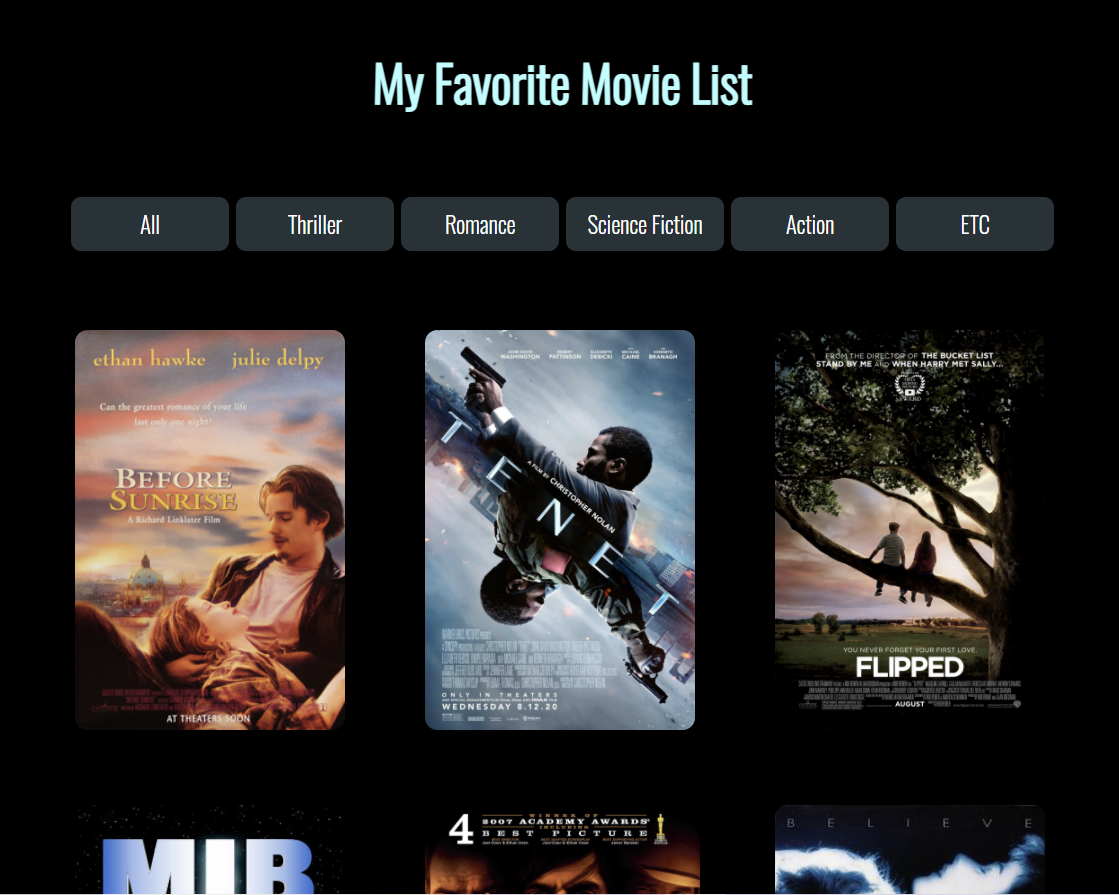 My Favorite Movie List
All
Thriller
Romance
Science Fiction
Action
ETC
ethan hawke julie delpy
Can the greatest romance of your life
last only one night?
BEFORE
SUNRISE
A Richard Linklater Film
AT THEATERS SOON
JOHN DAVID WASHINGTON ROBERT PATTINSON ELIZABETH DEBICKI MICHAEL CAINE KENNETH BRANAGH
TENET
A FILM BY CHRISTOPHER NOLAN
ONLY IN THEATERS
WEDNESDAY 8.12.20
FROM THE DIRECTOR OF THE BUCKET LIST
STAND BY ME AND WHEN HARRY MET SALLY...
YOU NEVER FORGET YOUR FIRST LOVE.
FLIPPED
AUGUST
MIB
WINNER OF
4 2007 ACADEMY AWARDS®
INCLUDING
BEST PICTURE
BELIEVE